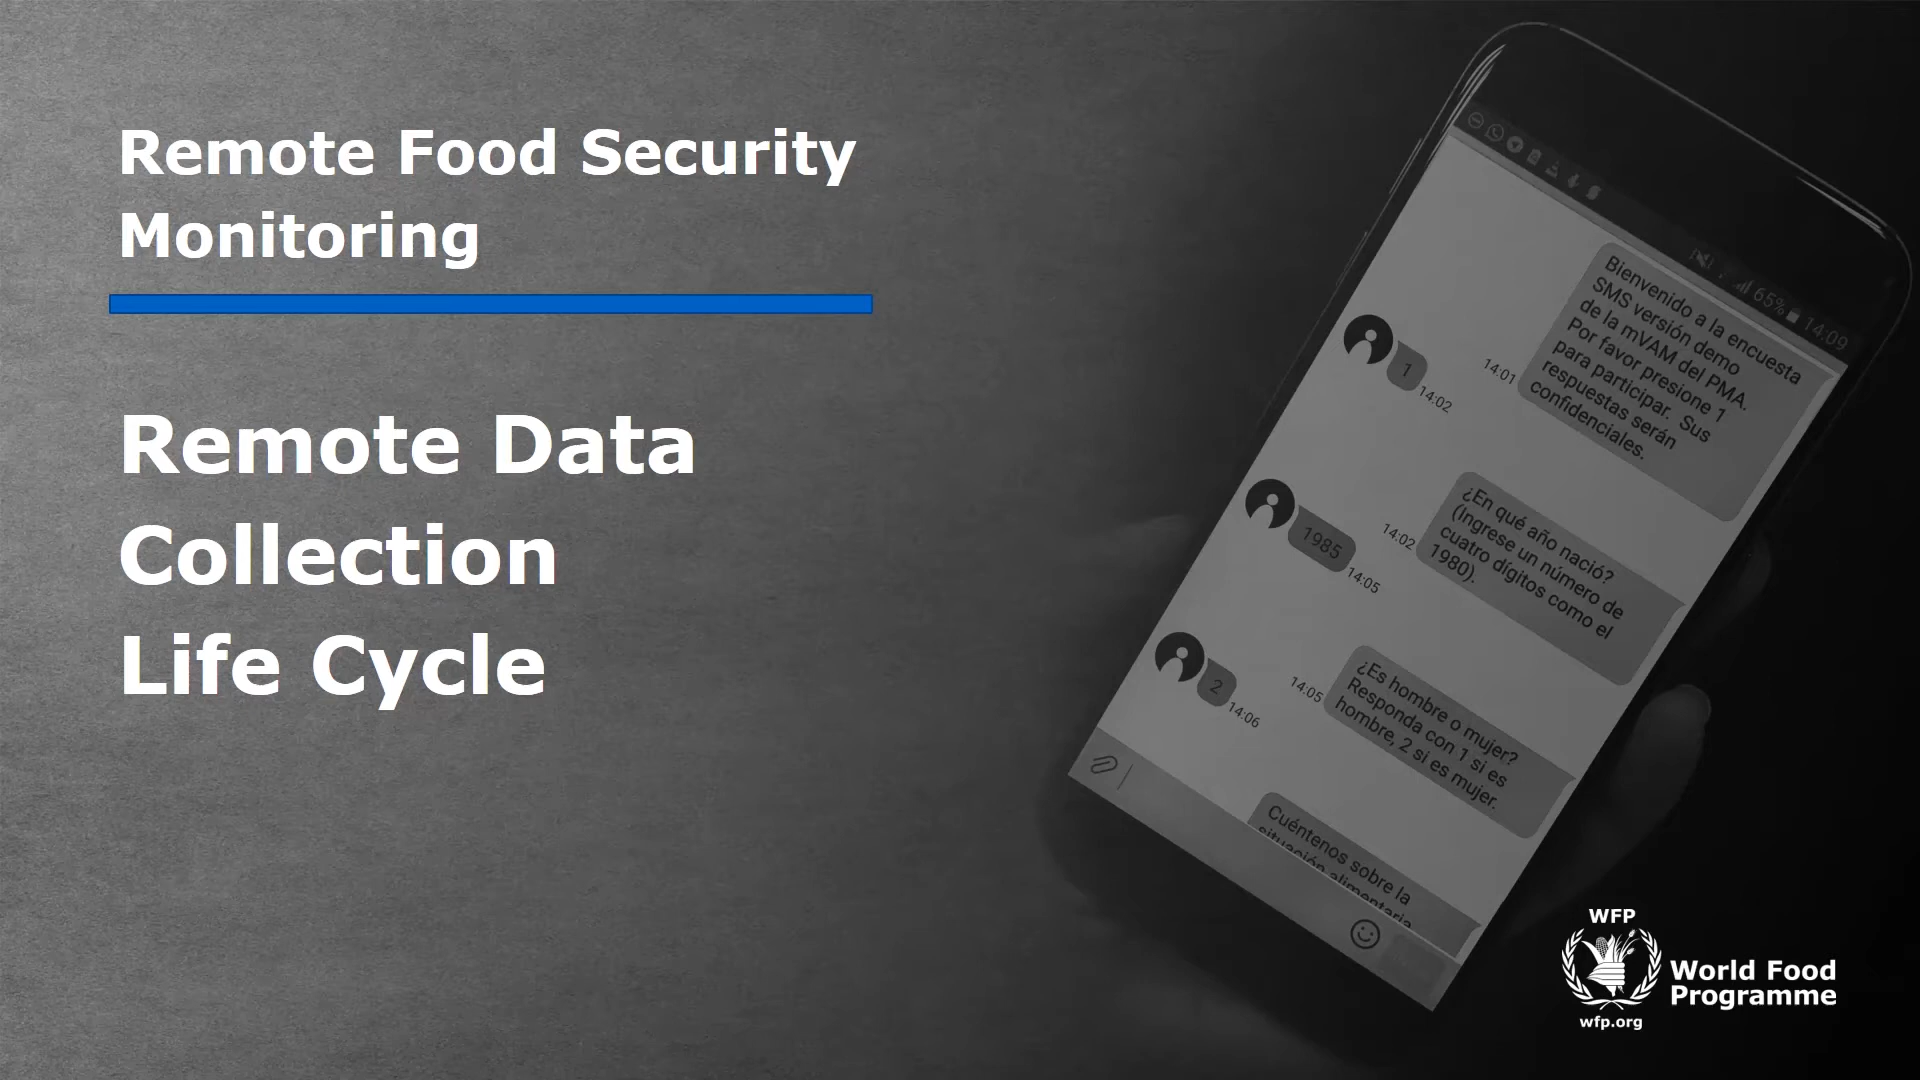 Remote Food Security
Monitoring
Remote Data
Collection
Life Cycle
65% 14:09
Bienvenido a la encuesta
SMS versión demo
de la mVAM del PMA.
Por favor presione 1
para participar. Sus
respuestas serán
confidenciales.
14:01
1
14:02
¿En qué año nació?
(Ingrese un número de
cuatro dígitos como el
1980).
14:02
1985
14:05
¿Es hombre o mujer?
Responda con 1 si es
hombre, 2 si es mujer.
14:05
2
14:06
Cuéntenos sobre la
situación alimentaria
WFP
World Food
Programme
wfp.org